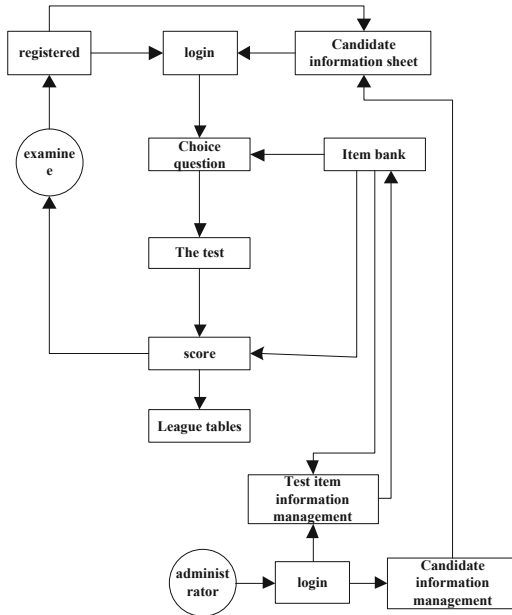 registered
login
Candidate
information sheet
examine
e
Choice
question
Item bank
The test
score
League tables
Test item
information
management
administ
rator
login
Candidate
information
management